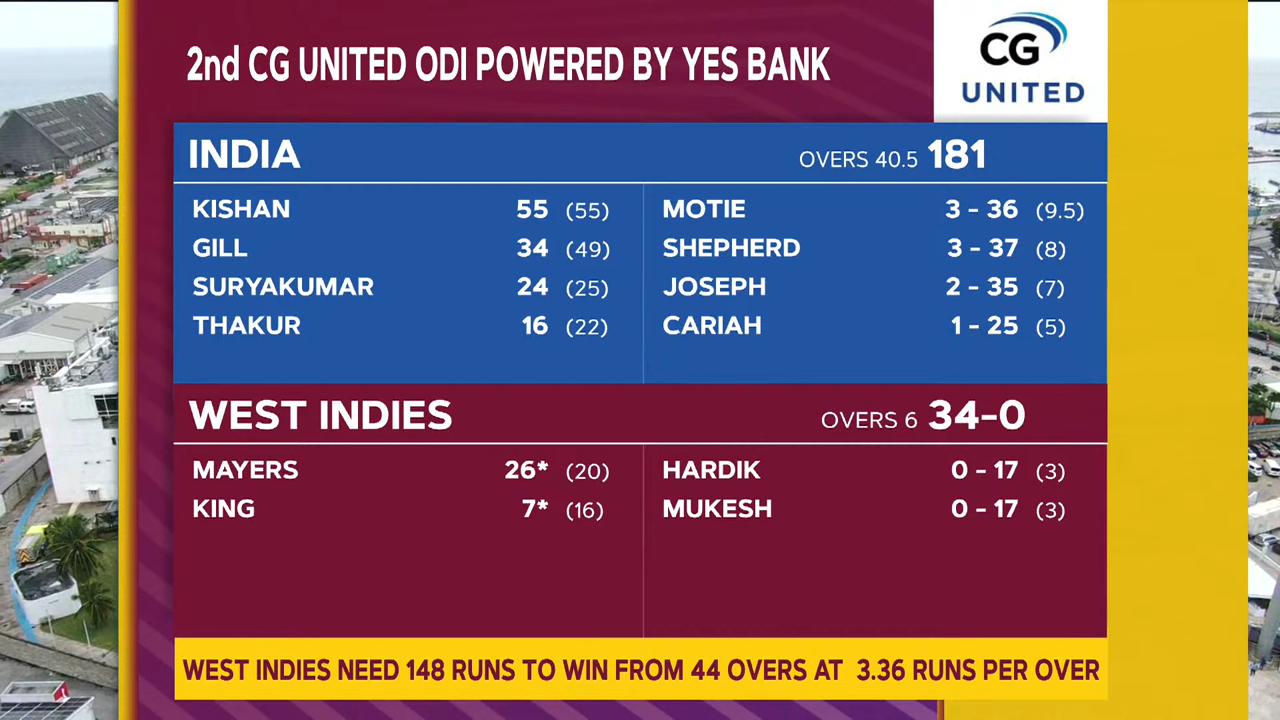 2nd CG UNITED ODI POWERED BY YES BANK
CG
UNITED
INDIA OVERS 40.5 181
KISHAN 55 (55) MOTIE 3 - 36 (9.5)
GILL 34 (49) SHEPHERD 3 - 37 (8)
SURYAKUMAR 24 (25) JOSEPH 2 - 35 (7)
THAKUR 16 (22) CARIAH 1 - 25 (5)
WEST INDIES OVERS 6 34-0
MAYERS 26* (20) HARDIK 0 - 17 (3)
KING 7* (16) MUKESH 0 - 17 (3)
WEST INDIES NEED 148 RUNS TO WIN FROM 44 OVERS AT 3.36 RUNS PER OVER